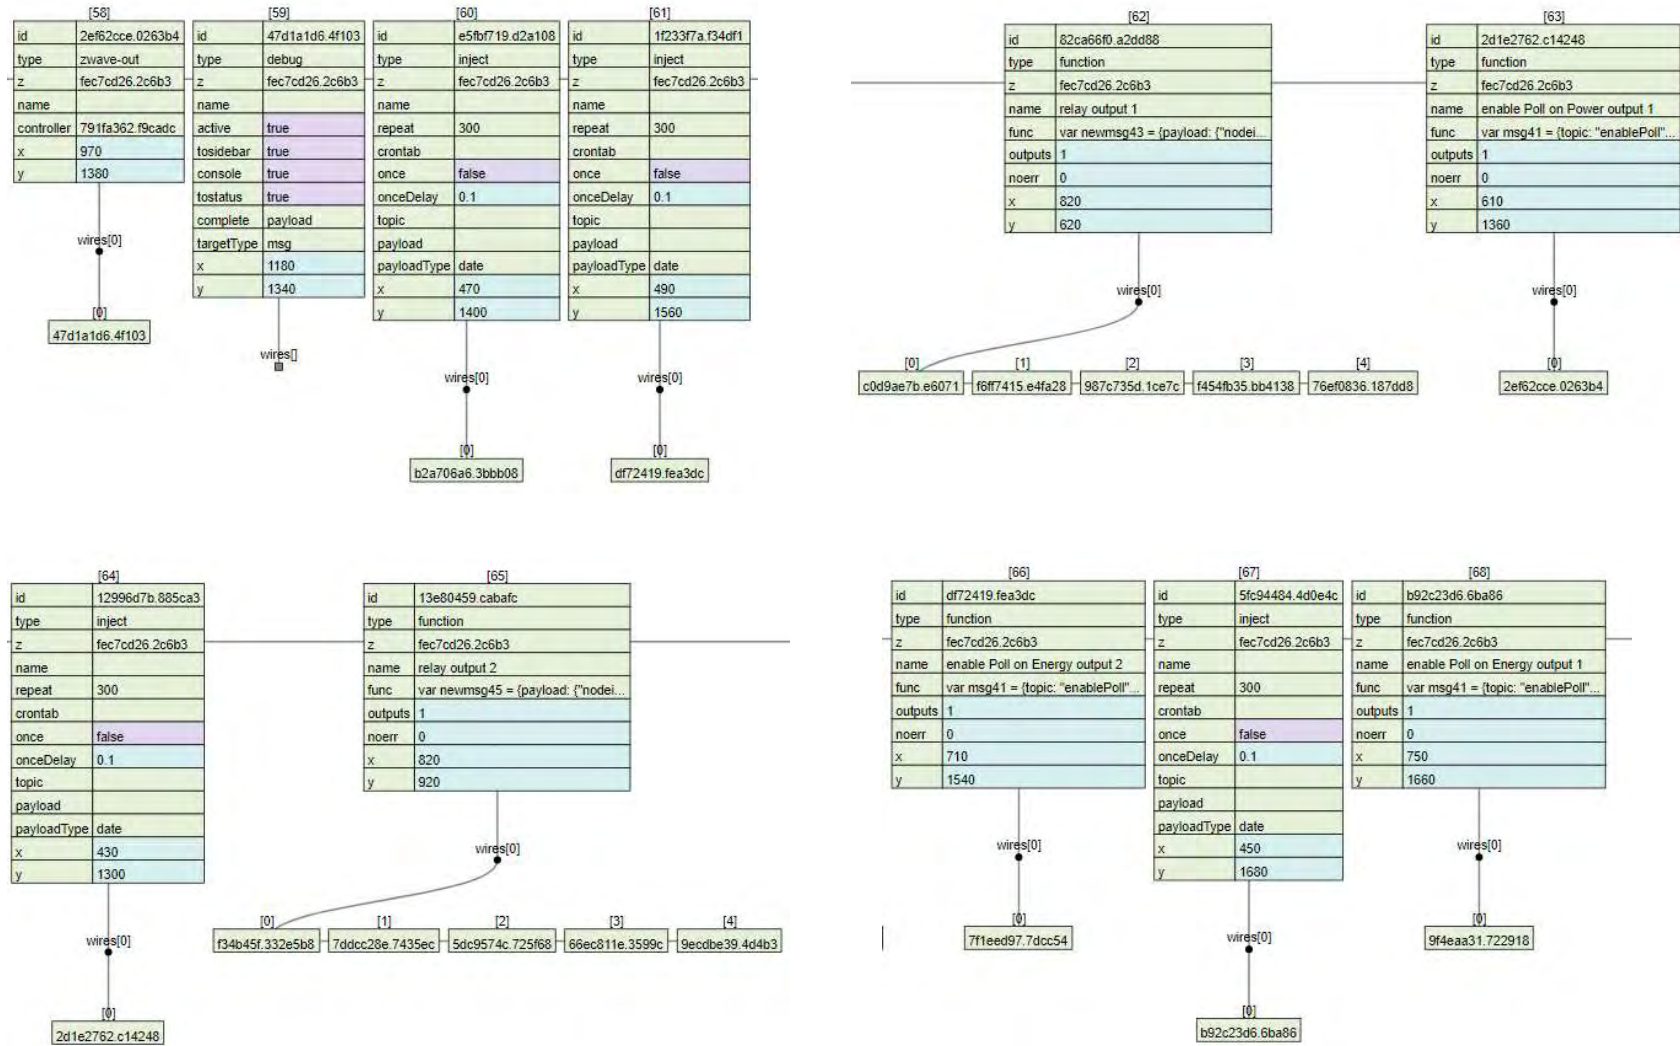 [58]
id 2ef62cce.0263b4
type zwave-out
z fec7cd26.2c6b3
name
controller 791fa362.f9cadc
x 970
y 1380
wires[0]
[0]
47d1a1d6.4f103
[59]
id 47d1a1d6.4f103
type debug
z fec7cd26.2c6b3
name
active true
tosidebar true
console true
tostatus true
complete payload
targetType msg
x 1180
y 1340
wires[]
[60]
id e5fbf719.d2a108
type inject
z fec7cd26.2c6b3
name
repeat 300
crontab
once false
onceDelay 0.1
topic
payload
payloadType date
x 470
y 1400
wires[0]
[0]
b2a706a6.3bbb08
[61]
id 1f233f7a.f34df1
type inject
z fec7cd26.2c6b3
name
repeat 300
crontab
once false
onceDelay 0.1
topic
payload
payloadType date
x 490
y 1560
wires[0]
[0]
df72419.fea3dc
[62]
id 82ca66f0.a2dd88
type function
z fec7cd26.2c6b3
name relay output 1
func var newmsg43 = {payload: {"nodei...
outputs 1
noerr 0
x 820
y 620
wires[0]
[0] [1] [2] [3] [4]
c0d9ae7b.e6071 f6ff7415.e4fa28 987c735d.1ce7c f454fb35.bb4138 76ef0836.187dd8
[63]
id 2d1e2762.c14248
type function
z fec7cd26.2c6b3
name enable Poll on Power output 1
func var msg41 = {topic: "enablePoll"...
outputs 1
noerr 0
x 610
y 1360
wires[0]
[0]
2ef62cce.0263b4
[64]
id 12996d7b.885ca3
type inject
z fec7cd26.2c6b3
name
repeat 300
crontab
once false
onceDelay 0.1
topic
payload
payloadType date
x 430
y 1300
wires[0]
[0]
2d1e2762.c14248
[65]
id 13e80459.cabafc
type function
z fec7cd26.2c6b3
name relay output 2
func var newmsg45 = {payload: {"nodei...
outputs 1
noerr 0
x 820
y 920
wires[0]
[0] [1] [2] [3] [4]
f34b45f.332e5b8 7ddcc28e.7435ec 5dc9574c.725f68 66ec811e.3599c 9ecdbe39.4d4b3
[66]
id df72419.fea3dc
type function
z fec7cd26.2c6b3
name enable Poll on Energy output 2
func var msg41 = {topic: "enablePoll"...
outputs 1
noerr 0
x 710
y 1540
wires[0]
[0]
7f1eed97.7dcc54
[67]
id 5fc94484.4d0e4c
type inject
z fec7cd26.2c6b3
name
repeat 300
crontab
once false
onceDelay 0.1
topic
payload
payloadType date
x 450
y 1680
wires[0]
[0]
b92c23d6.6ba86
[68]
id b92c23d6.6ba86
type function
z fec7cd26.2c6b3
name enable Poll on Energy output 1
func var msg41 = {topic: "enablePoll"...
outputs 1
noerr 0
x 750
y 1660
wires[0]
[0]
9f4eaa31.722918